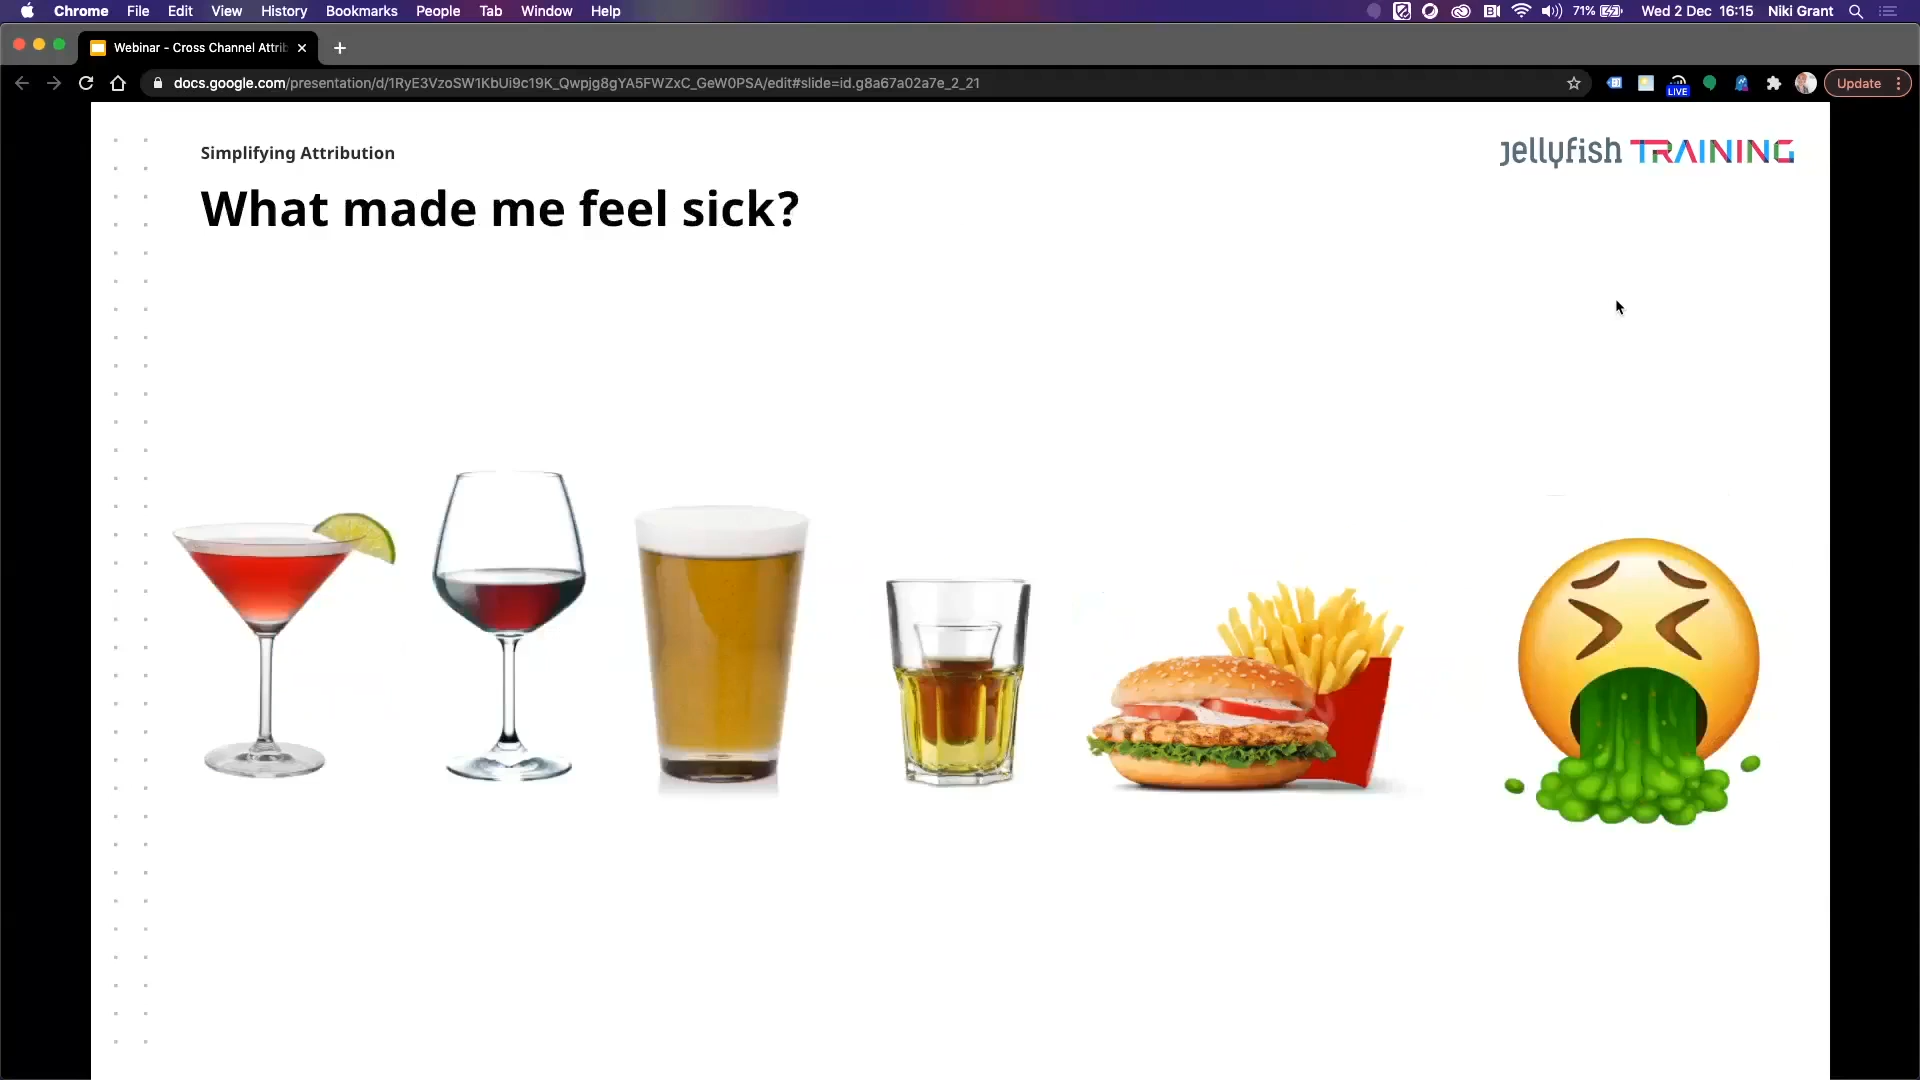 Chrome File Edit View History Bookmarks People Tab Window Help 71% Wed 2 Dec 16:15 Niki Grant
Webinar - Cross Channel Attrib
docs.google.com/presentation/d/1RyE3VzoSW1KbUi9c19K_Qwpjg8gYA5FWZxC_GeW0PSA/edit#slide=id.g8a67a02a7e_2_21 LIVE Update
Simplifying Attribution
jellyfish TRAINING
What made me feel sick?